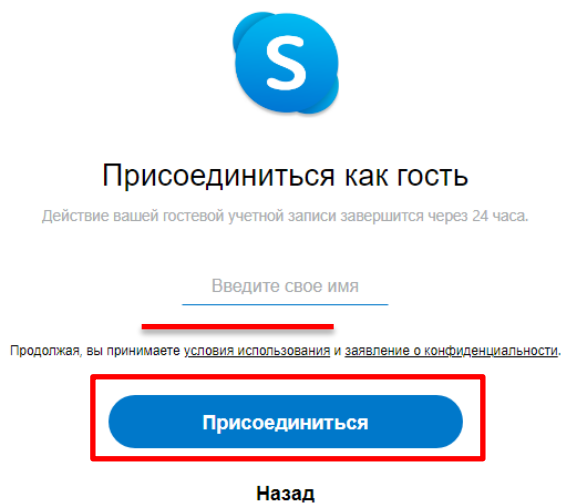 S
Присоединиться как гость
Действие вашей гостевой учетной записи завершится через 24 часа.
Введите свое имя
Продолжая, вы принимаете условия использования и заявление о конфиденциальности.
Присоединиться
Назад